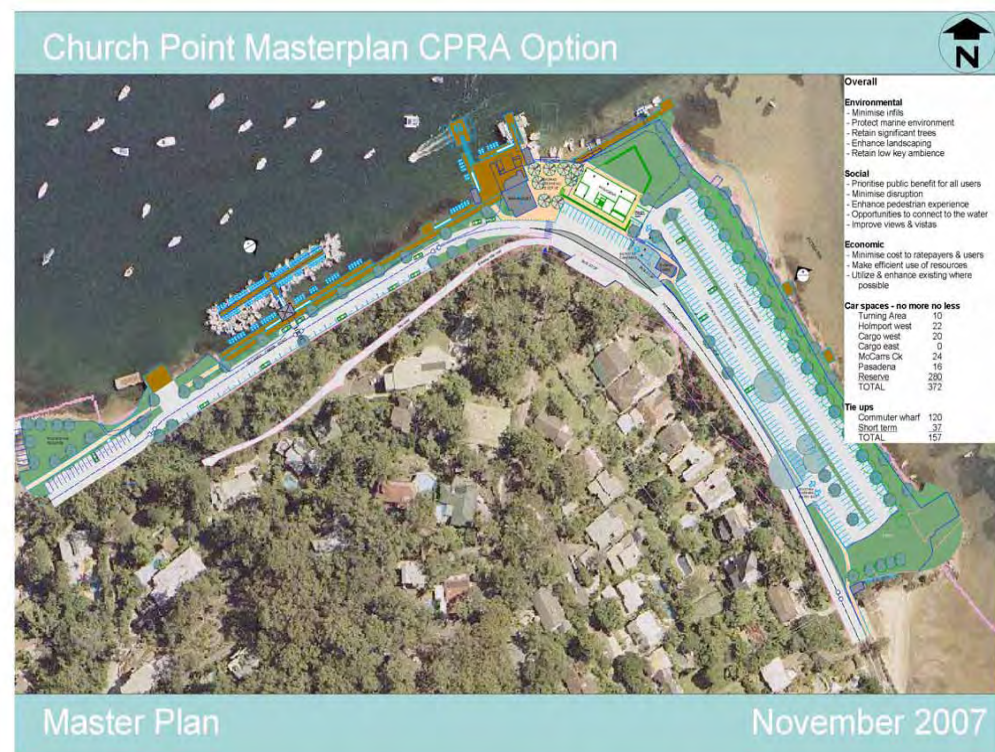 Church Point Masterplan CPRA Option
N
Overall
Environmental
- Minimise infills
- Protect marine environment
- Retain significant trees
- Enhance landscaping
- Retain low key ambience
Social
- Prioritise public benefit for all users
- Minimise disruption
- Enhance pedestrian experience
- Opportunities to connect to the water
- Improve views & vistas
Economic
- Minimise cost to ratepayers & users
- Make efficient use of resources
- Utilize & enhance existing where
possible
Car spaces - no more no less
Turning Area 10
Holmport west 22
Cargo west 20
Cargo east 0
McCams Ck 24
Pasadena 16
Reserve 280
TOTAL 372
Tie ups
Commuter wharf 120
Short term 37
TOTAL 157
Master Plan
November 2007